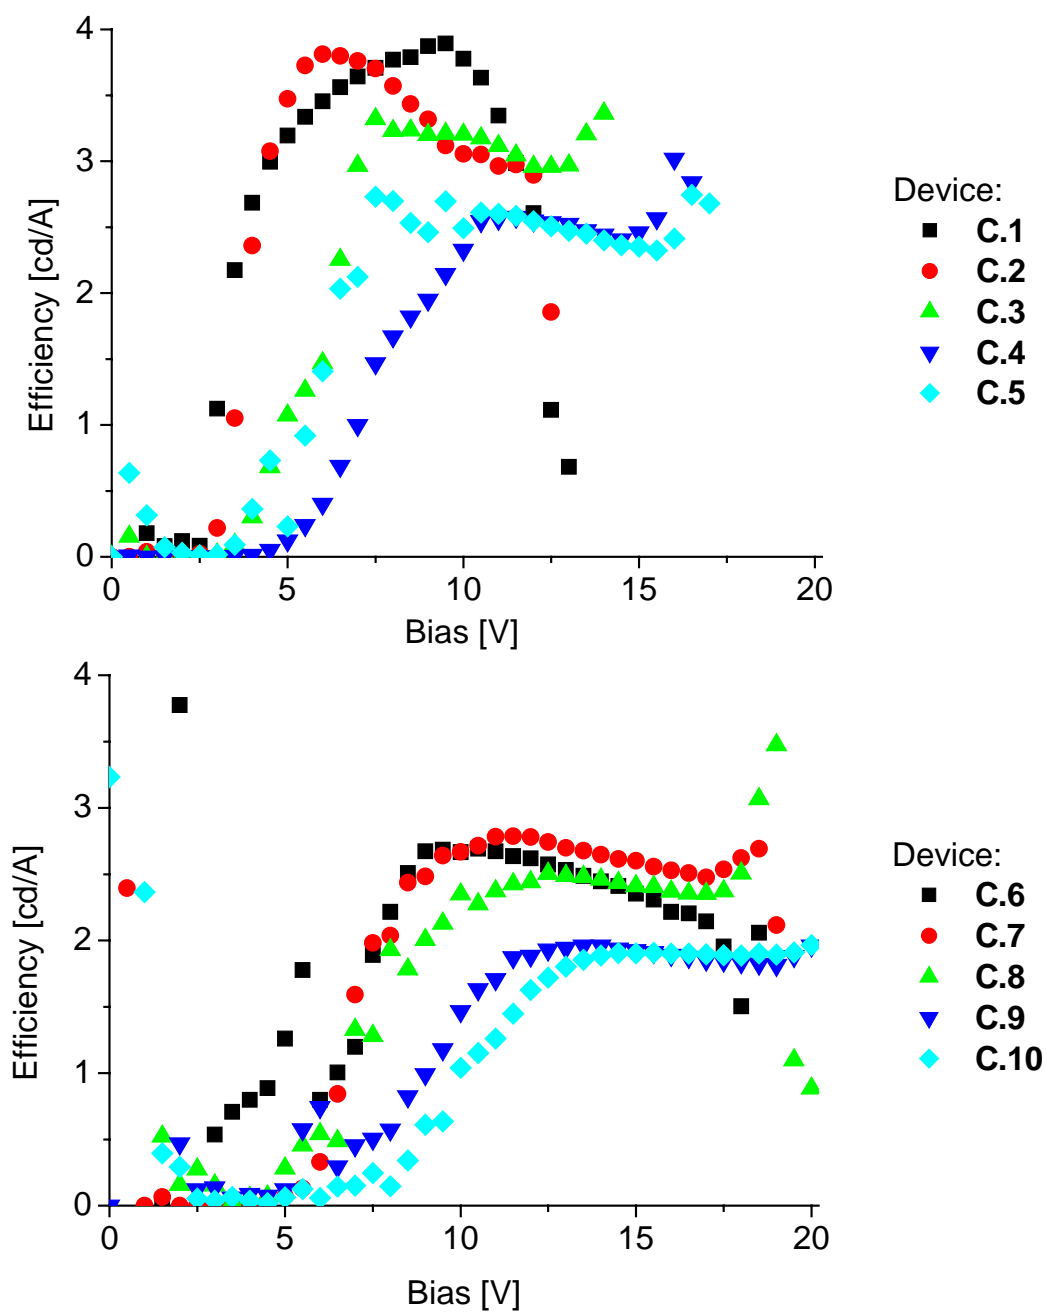 4
3
2
1
0
Efficiency [cd/A]
0 5 10 15 20
Bias [V]
Device:
C.1
C.2
C.3
C.4
C.5
4
3
2
1
0
Efficiency [cd/A]
0 5 10 15 20
Bias [V]
Device:
C.6
C.7
C.8
C.9
C.10